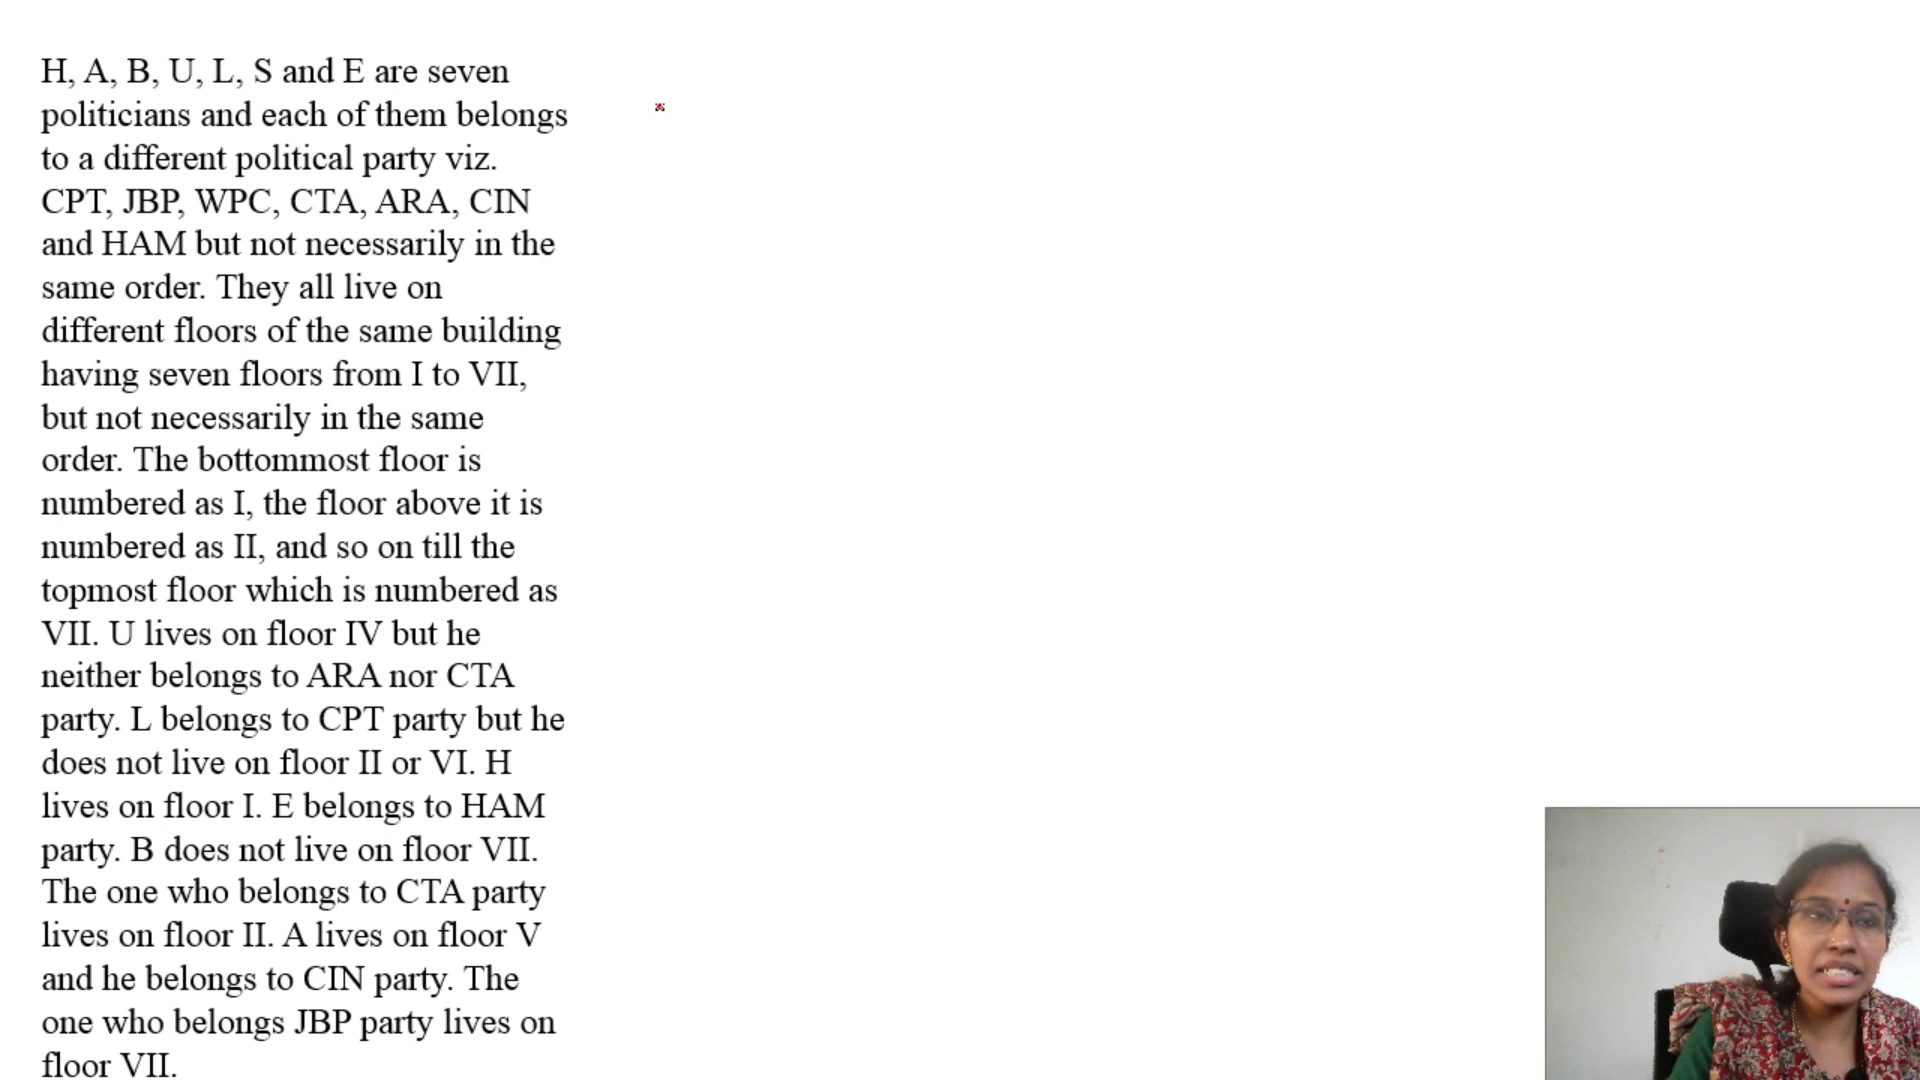 H, A, B, U, L, S and E are seven
politicians and each of them belongs
to a different political party viz.
CPT, JBP, WPC, CTA, ARA, CIN
and HAM but not necessarily in the
same order. They all live on
different floors of the same building
having seven floors from I to VII,
but not necessarily in the same
order. The bottommost floor is
numbered as I, the floor above it is
numbered as II, and so on till the
topmost floor which is numbered as
VII. U lives on floor IV but he
neither belongs to ARA nor CTA
party. L belongs to CPT party but he
does not live on floor II or VI. H
lives on floor I. E belongs to HAM
party. B does not live on floor VII.
The one who belongs to CTA party
lives on floor II. A lives on floor V
and he belongs to CIN party. The
one who belongs JBP party lives on
floor VII.